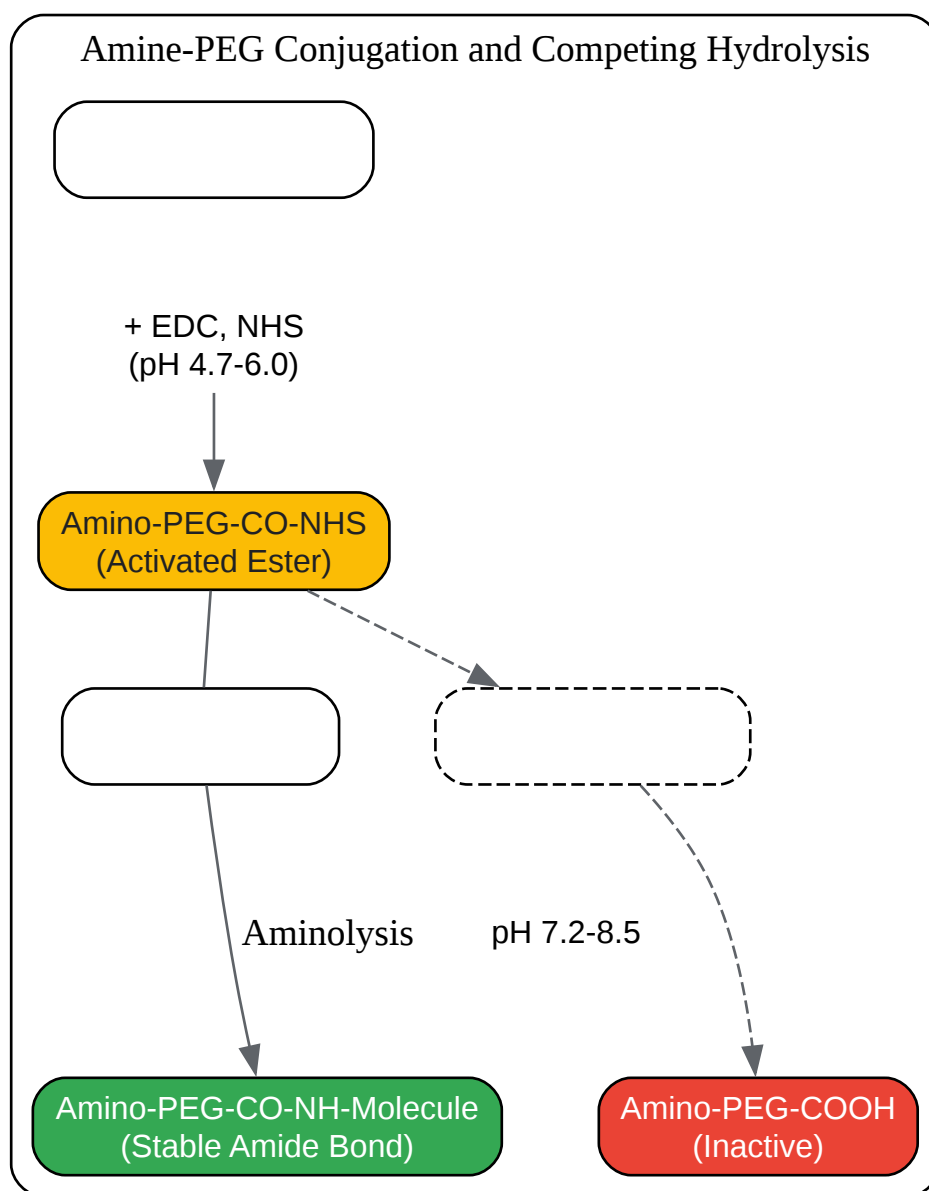 Amine-PEG Conjugation and Competing Hydrolysis
+ EDC, NHS
(pH 4.7-6.0)
Amino-PEG-CO-NHS
(Activated Ester)
Aminolysis
pH 7.2-8.5
Amino-PEG-CO-NH-Molecule
(Stable Amide Bond)
Amino-PEG-COOH
(Inactive)